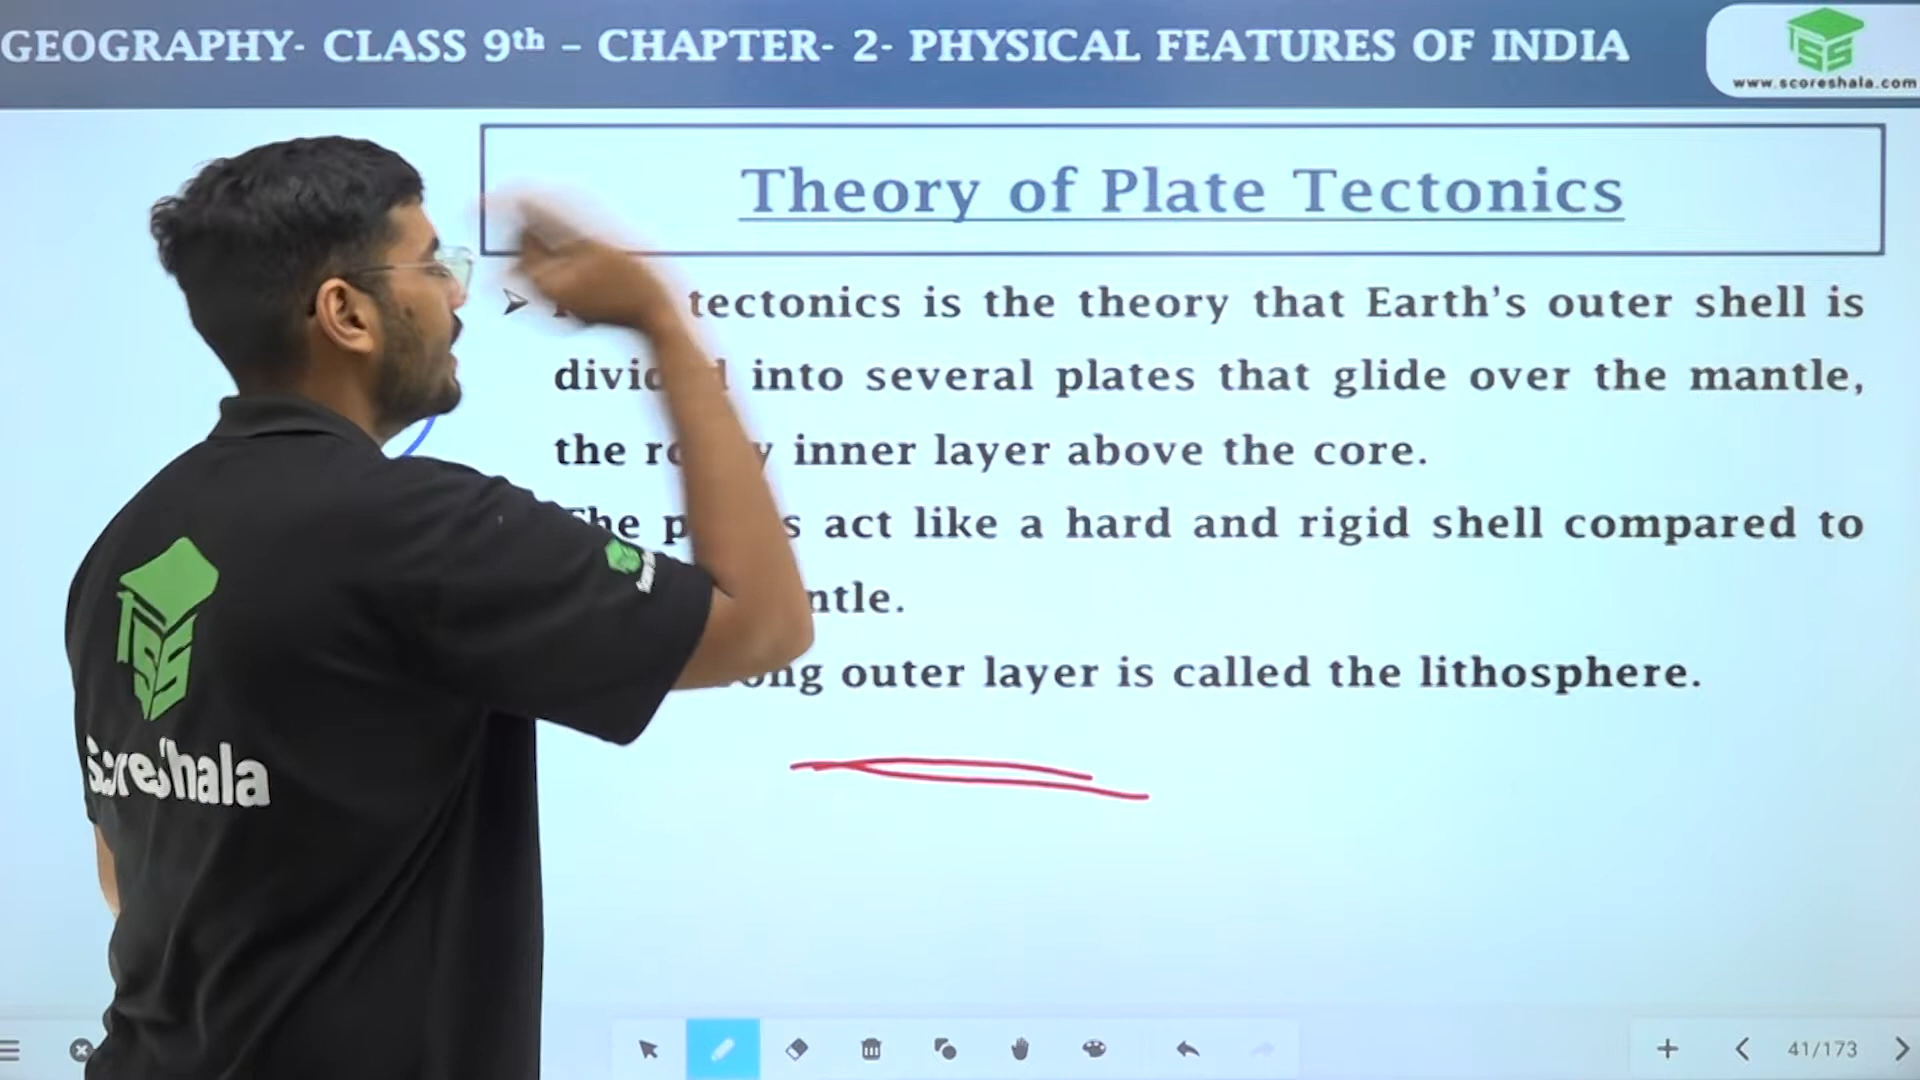 GEOGRAPHY- CLASS 9th – CHAPTER- 2- PHYSICAL FEATURES OF INDIA
www.scoreshala.com
Theory of Plate Tectonics
tectonics is the theory that Earth's outer shell is
into several plates that glide over the mantle,
the inner layer above the core.
The act like a hard and rigid shell compared to
outer layer is called the lithosphere.
ScoreShala
41/173